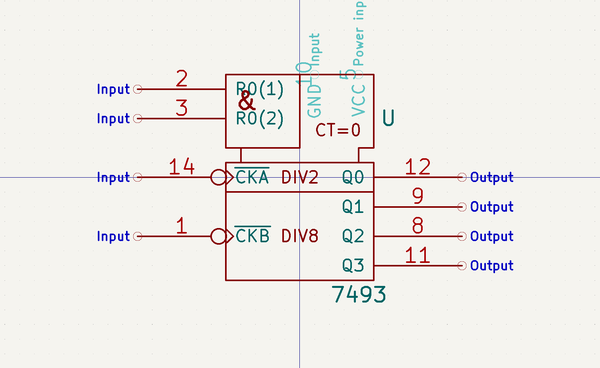 Input
10
GND
Power inp
5
VCC
Input 2 R0(1)
&
Input 3 R0(2)
CT=0
U
Input 14 CKA DIV2 Q0 12 Output
Q1 9 Output
Input 1 CKB DIV8 Q2 8 Output
Q3 11 Output
7493